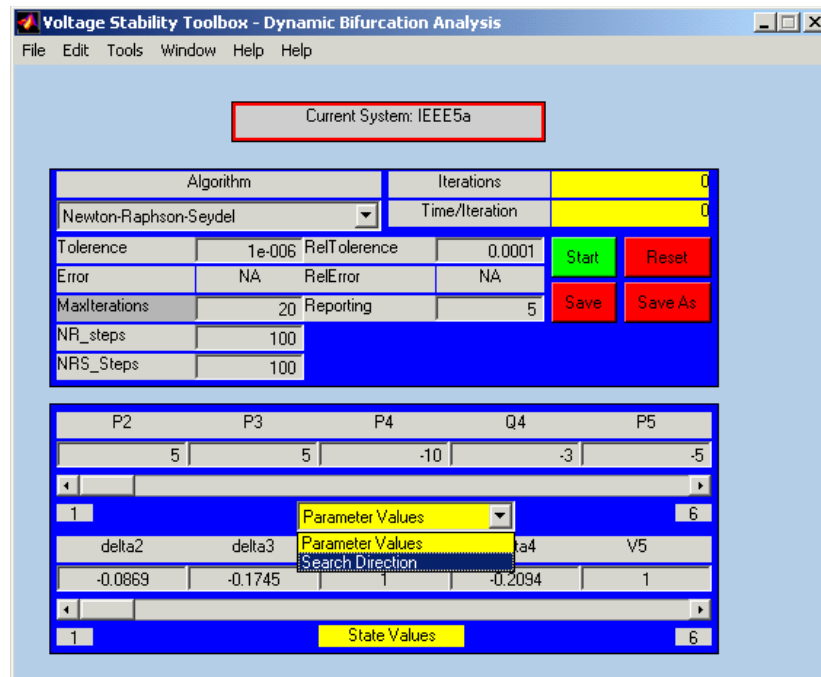 Voltage Stability Toolbox - Dynamic Bifurcation Analysis
File Edit Tools Window Help Help
Current System: IEEE5a
Algorithm Iterations 0
Newton-Raphson-Seydel Time/Iteration 0
Tolerence 1e-006 RelTolerence 0.0001 Start Reset
Error NA RelError NA
MaxIterations 20 Reporting 5 Save Save As
NR_steps 100
NRS_Steps 100
P2 P3 P4 Q4 P5
5 5 -10 -3 -5
1 Parameter Values 6
Parameter Values
Search Direction
delta2 delta3 ta4 V5
-0.0869 -0.1745 1 -0.2094 1
1 State Values 6